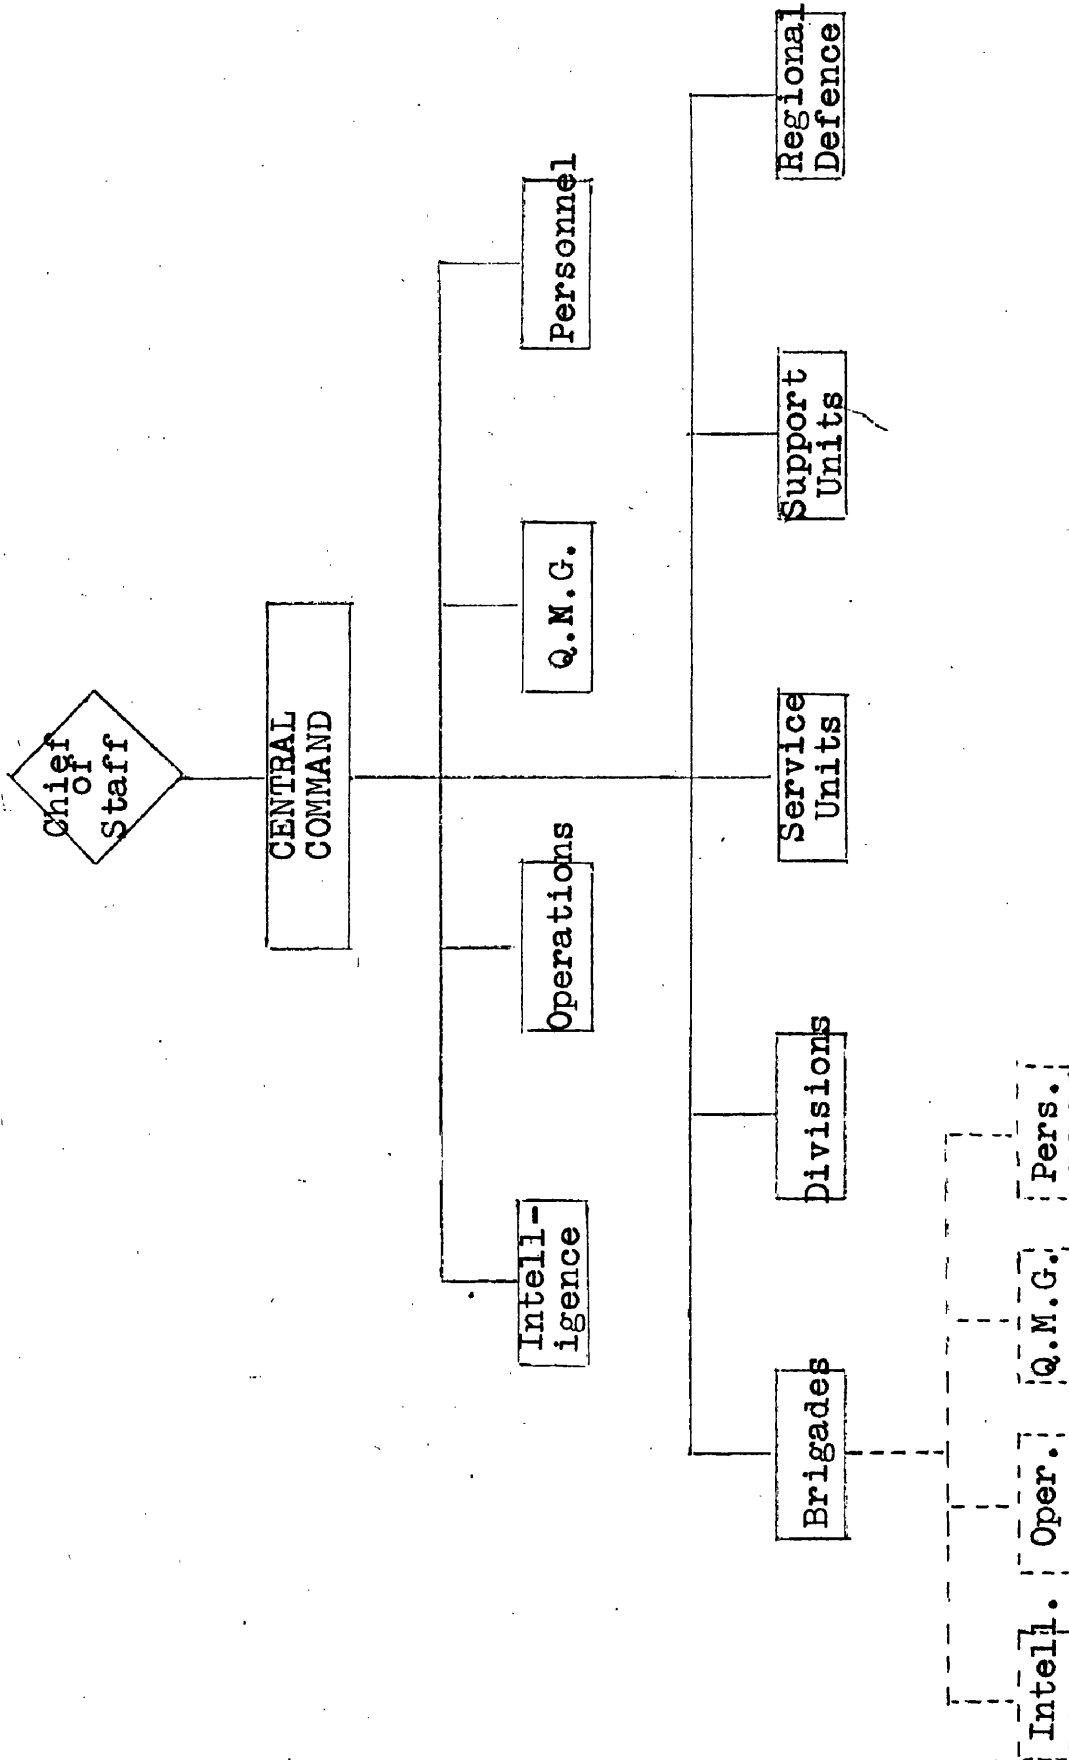 Chief
of
Staff
CENTRAL
COMMAND
Intell-
igence
Operations
Q.M.G.
Personnel
Brigades
Divisions
Service
Units
Support
Units
Regional
Defence
Intell.
Oper.
Q.M.G.
Pers.